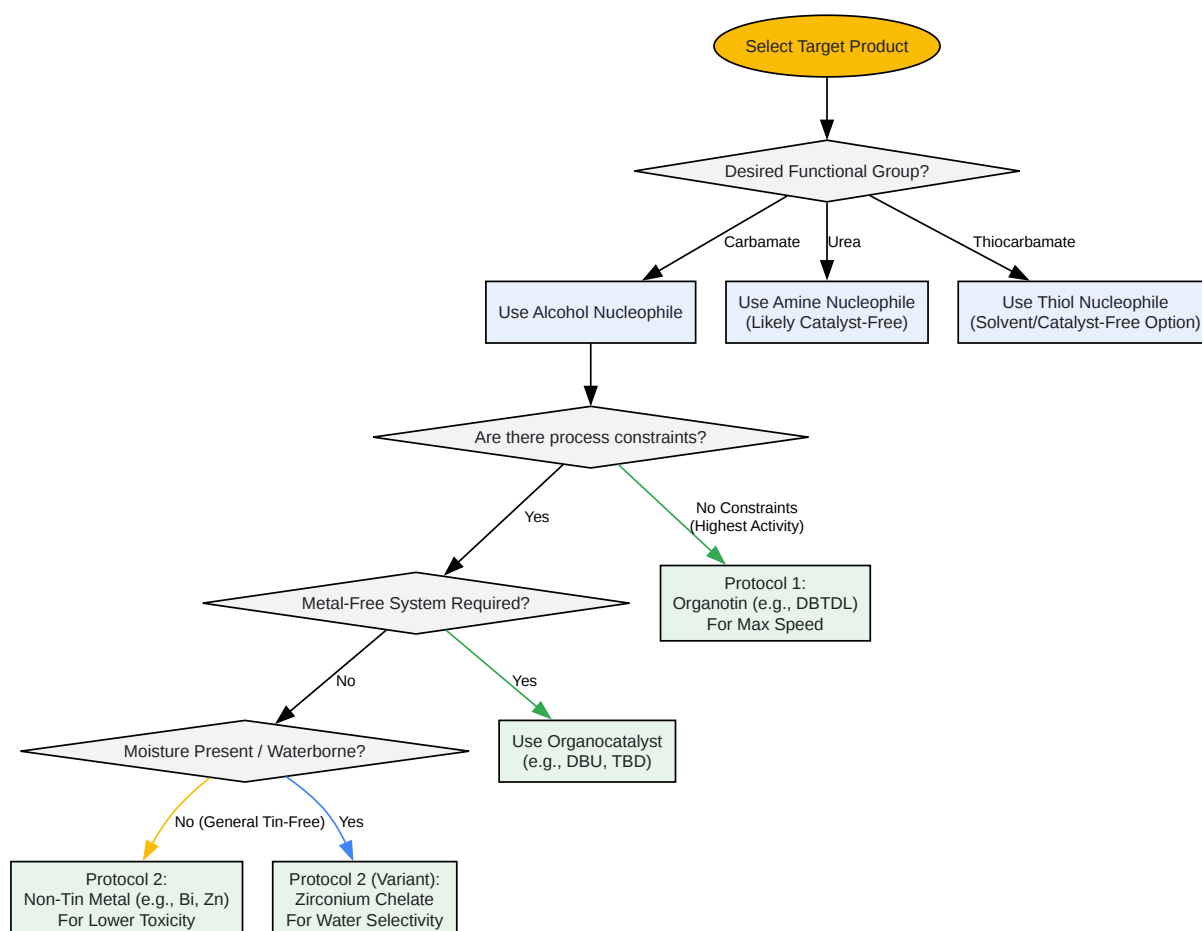 Select Target Product
Desired Functional Group?
Carbamate
Urea
Thiocarbamate
Use Alcohol Nucleophile
Use Amine Nucleophile
(Likely Catalyst-Free)
Use Thiol Nucleophile
(Solvent/Catalyst-Free Option)
Are there process constraints?
Yes
No Constraints
(Highest Activity)
Metal-Free System Required?
Protocol 1:
Organotin (e.g., DBTDL)
For Max Speed
No
Yes
Moisture Present / Waterborne?
Use Organocatalyst
(e.g., DBU, TBD)
No (General Tin-Free)
Yes
Protocol 2:
Non-Tin Metal (e.g., Bi, Zn)
For Lower Toxicity
Protocol 2 (Variant):
Zirconium Chelate
For Water Selectivity